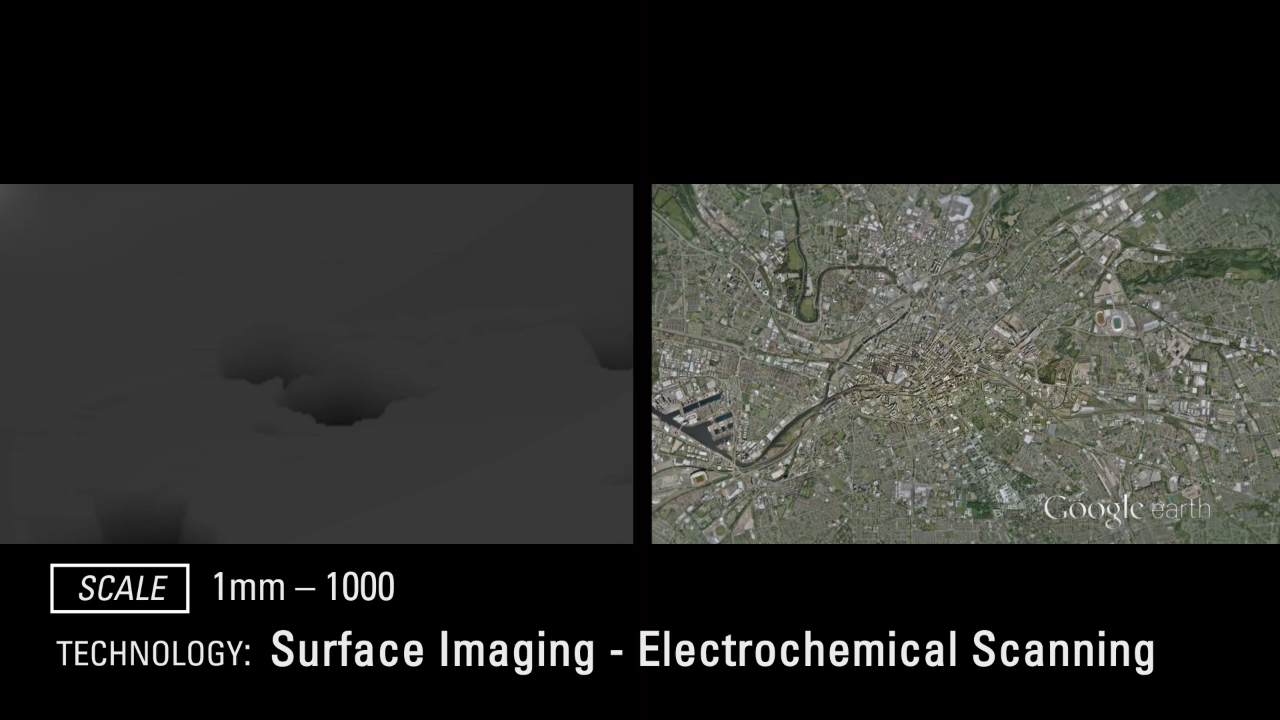 Google earth
SCALE 1mm – 1000
TECHNOLOGY: Surface Imaging - Electrochemical Scanning